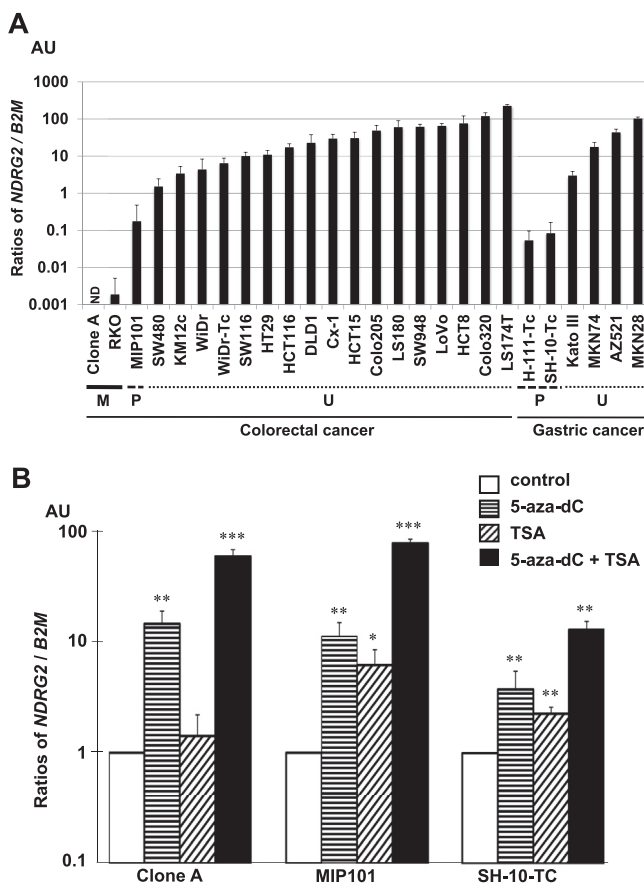 A
AU
Ratios of NDRG2 / B2M
1000
100
10
1
0.1
0.01
0.001
ND
Clone A
RKO
MIP101
SW480
KM12c
WiDr
WiDr-Tc
SW116
HT29
HCT116
DLD1
Cx-1
HCT15
Colo205
LS180
SW948
LoVo
HCT8
Colo320
LS174T
H-111-Tc
SH-10-Tc
Kato III
MKN74
AZ521
MKN28
M P U P U
Colorectal cancer Gastric cancer
B
AU
Ratios of NDRG2 / B2M
control
5-aza-dC
TSA
5-aza-dC + TSA
100
10
1
0.1
** ***
** * ***
** ** **
Clone A MIP101 SH-10-TC